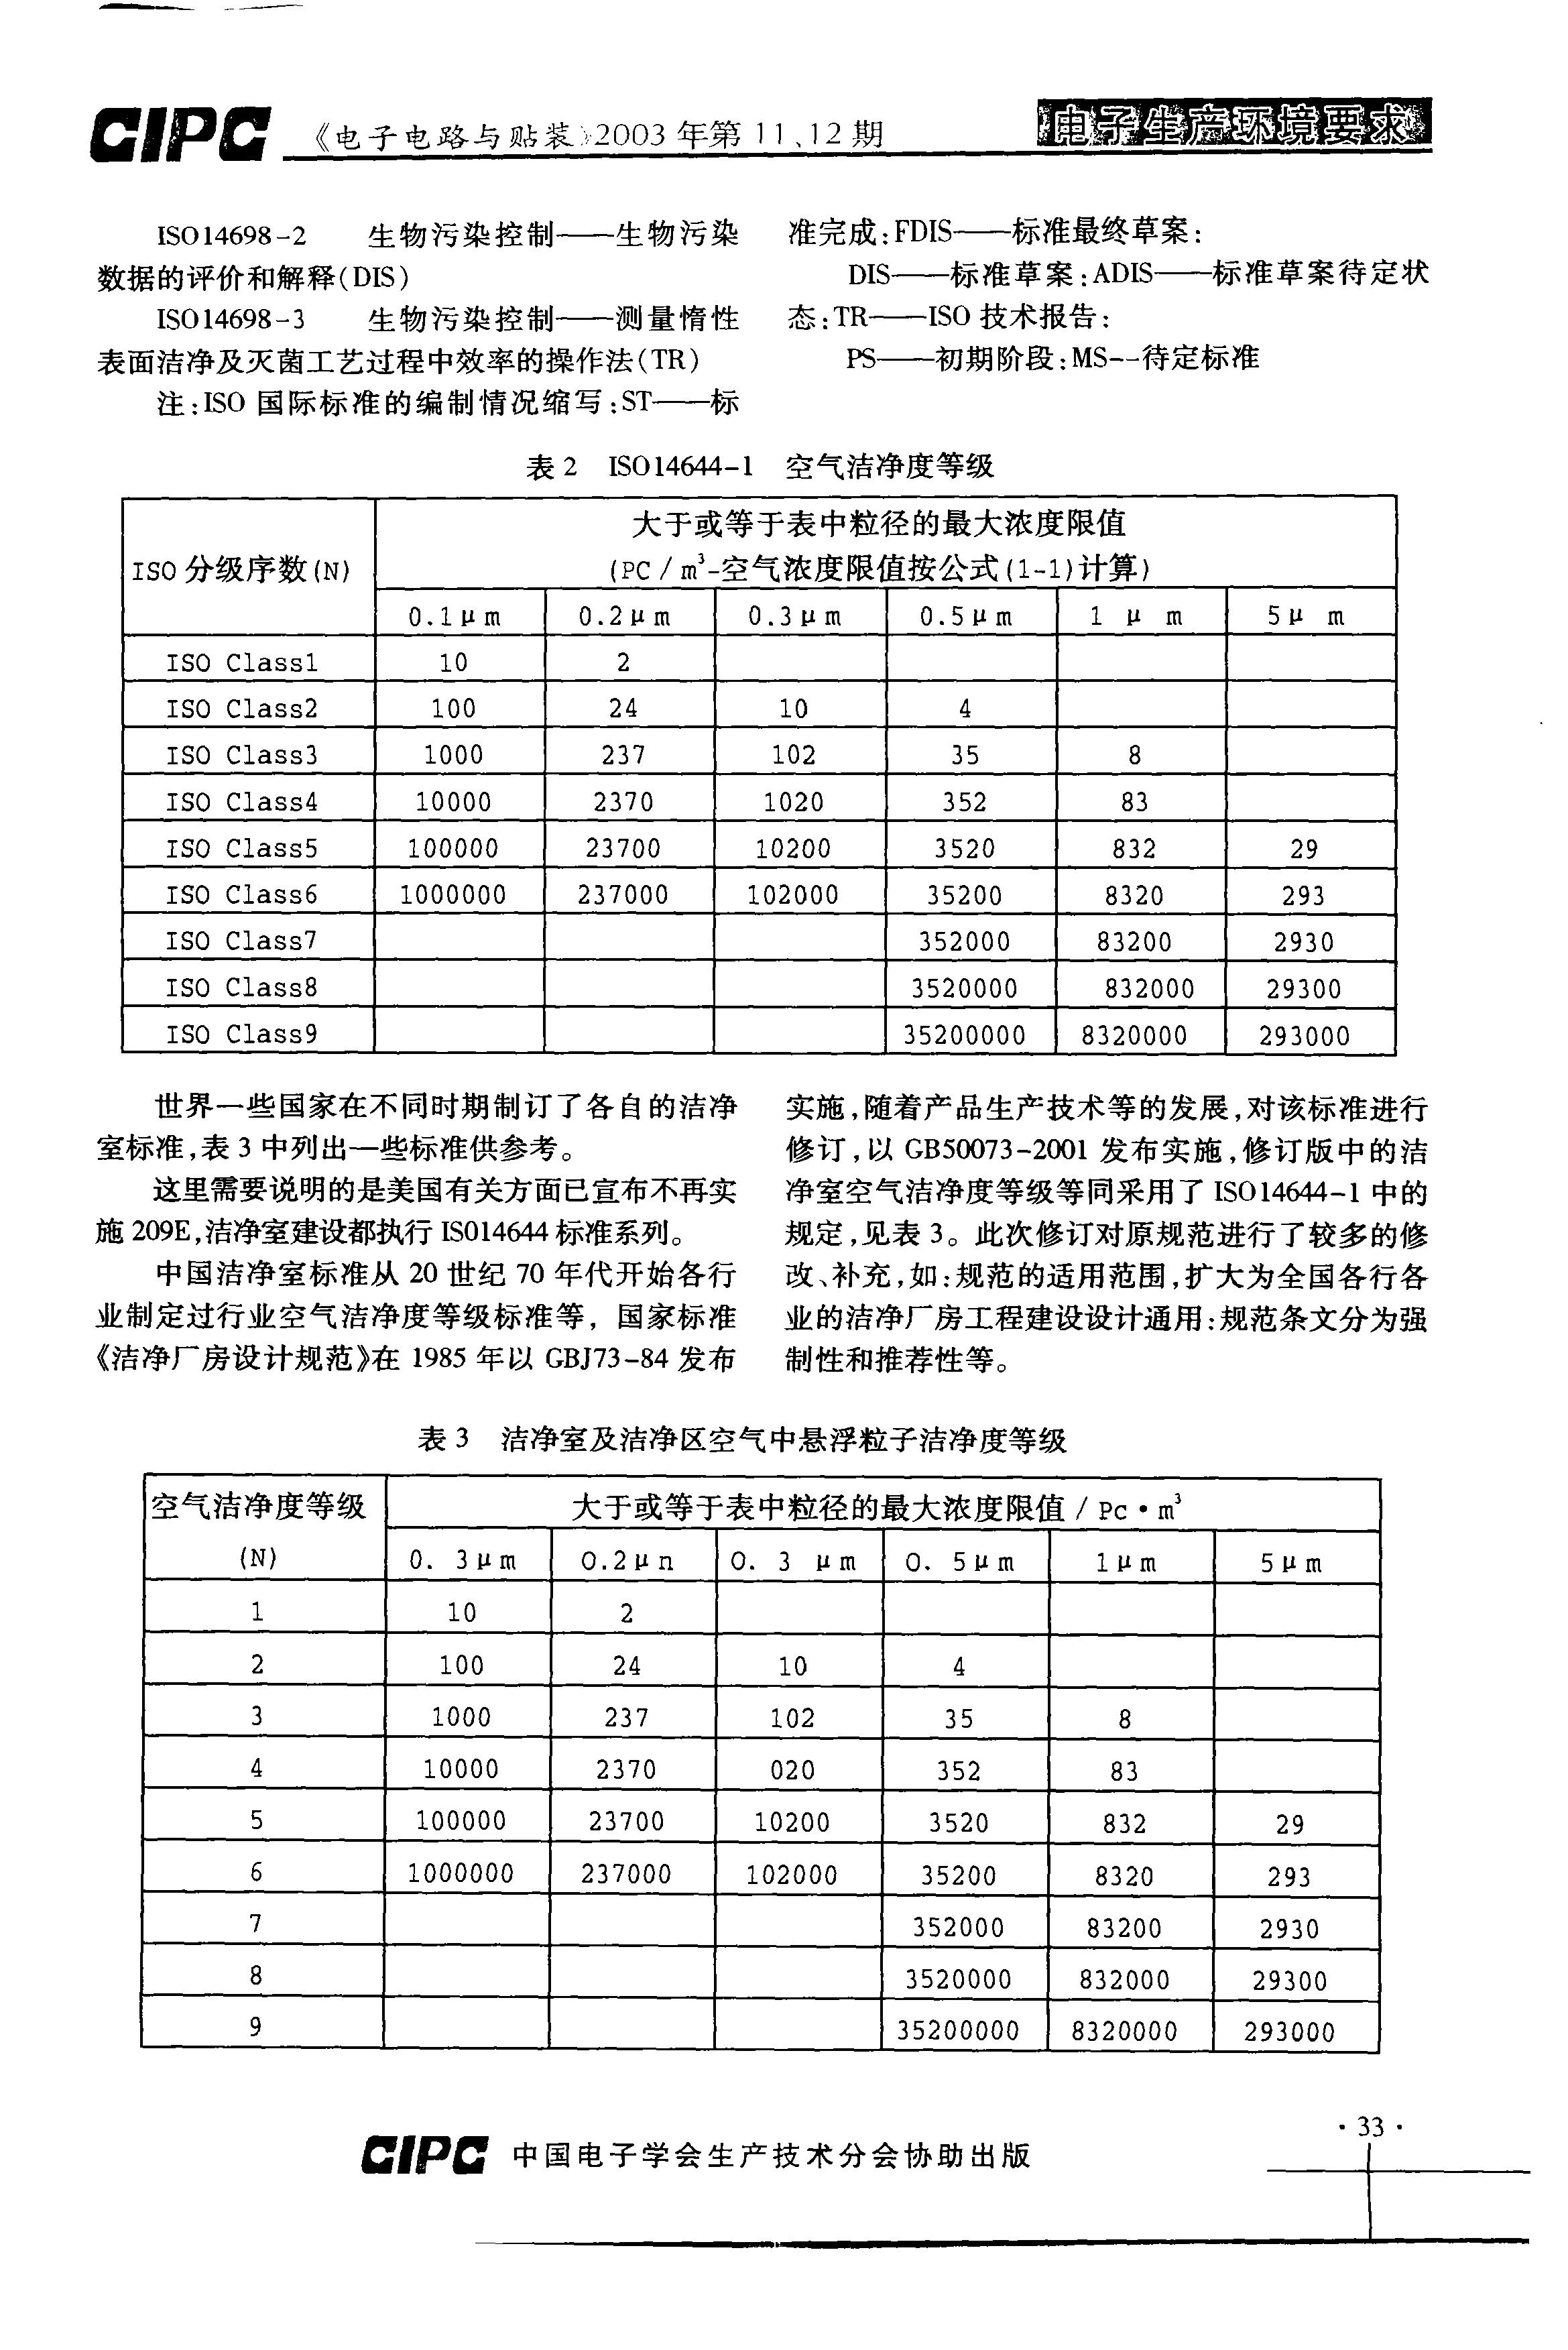 CIPC 《电子电路与贴装》2003 年第 11、12 期
电子生产环境要求
ISO14698-2 生物污染控制——生物污染
数据的评价和解释(DIS)
ISO14698-3 生物污染控制——测量惰性
表面洁净及灭菌工艺过程中效率的操作法(TR)
注:ISO 国际标准的编制情况缩写:ST——标
准完成:FDIS——标准最终草案:
DIS——标准草案:ADIS——标准草案待定状
态:TR——ISO 技术报告:
PS——初期阶段:MS--待定标准
表 2 ISO14644-1 空气洁净度等级
ISO 分级序数(N)
大于或等于表中粒径的最大浓度限值
(PC / m³-空气浓度限值按公式(1-1)计算)
0.1μm 0.2μm 0.3μm 0.5μm 1 μ m 5μ m
ISO Class1 10 2
ISO Class2 100 24 10 4
ISO Class3 1000 237 102 35 8
ISO Class4 10000 2370 1020 352 83
ISO Class5 100000 23700 10200 3520 832 29
ISO Class6 1000000 237000 102000 35200 8320 293
ISO Class7 352000 83200 2930
ISO Class8 3520000 832000 29300
ISO Class9 35200000 8320000 293000
世界一些国家在不同时期制订了各自的洁净
室标准,表 3 中列出一些标准供参考。
这里需要说明的是美国有关方面已宣布不再实
施 209E,洁净室建设都执行 IS014644 标准系列。
中国洁净室标准从 20 世纪 70 年代开始各行
业制定过行业空气洁净度等级标准等，国家标准
《洁净厂房设计规范》在 1985 年以 GBJ73-84 发布
实施,随着产品生产技术等的发展,对该标准进行
修订,以 GB50073-2001 发布实施,修订版中的洁
净室空气洁净度等级等同采用了 ISO14644-1 中的
规定,见表 3。此次修订对原规范进行了较多的修
改、补充,如:规范的适用范围,扩大为全国各行各
业的洁净厂房工程建设设计通用:规范条文分为强
制性和推荐性等。
表 3 洁净室及洁净区空气中悬浮粒子洁净度等级
空气洁净度等级
大于或等于表中粒径的最大浓度限值 / Pc·m³
(N) 0. 3μm 0.2μn 0. 3 μm 0. 5μm 1μm 5μm
1 10 2
2 100 24 10 4
3 1000 237 102 35 8
4 10000 2370 020 352 83
5 100000 23700 10200 3520 832 29
6 1000000 237000 102000 35200 8320 293
7 352000 83200 2930
8 3520000 832000 29300
9 35200000 8320000 293000
·33·
CIPC 中国电子学会生产技术分会协助出版